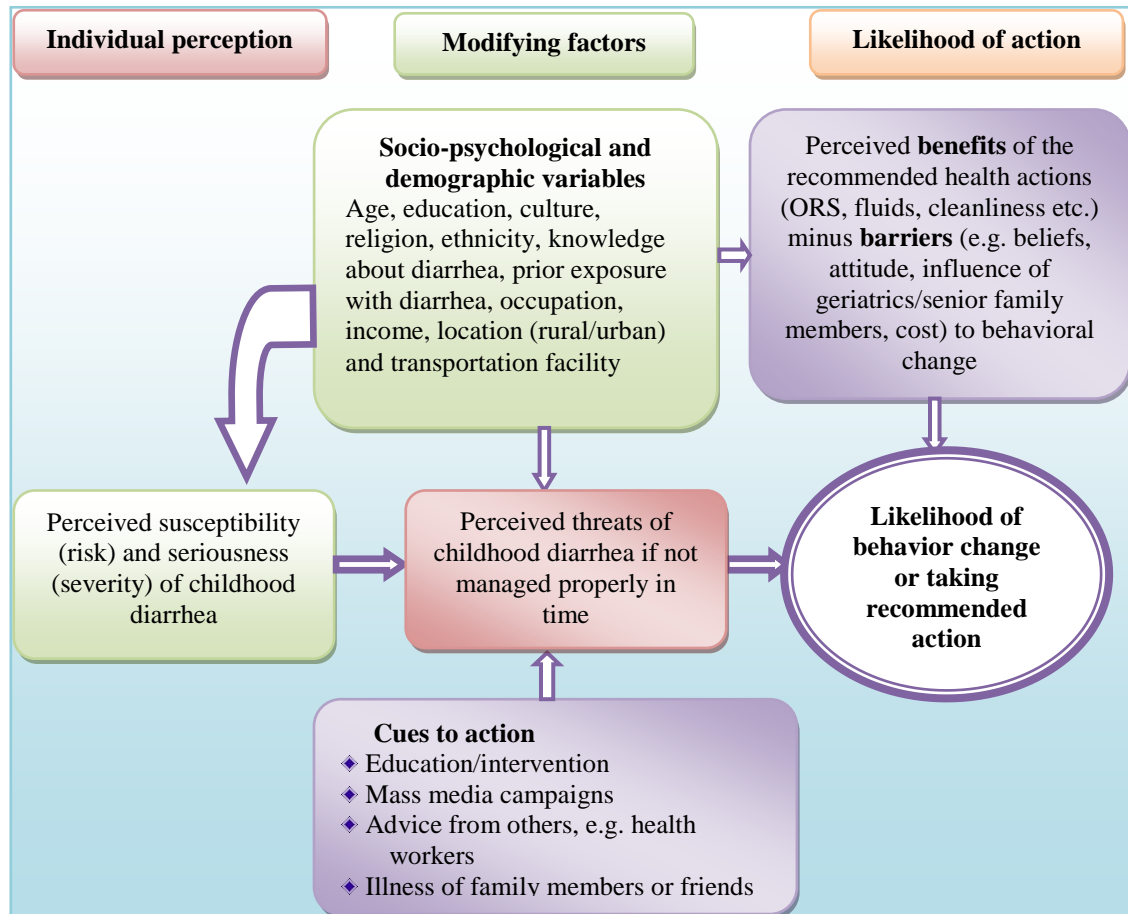 Individual perception
Modifying factors
Likelihood of action
Socio-psychological and
demographic variables
Age, education, culture,
religion, ethnicity, knowledge
about diarrhea, prior exposure
with diarrhea, occupation,
income, location (rural/urban)
and transportation facility
Perceived benefits of the
recommended health actions
(ORS, fluids, cleanliness etc.)
minus barriers (e.g. beliefs,
attitude, influence of
geriatrics/senior family
members, cost) to behavioral
change
Perceived susceptibility
(risk) and seriousness
(severity) of childhood
diarrhea
Perceived threats of
childhood diarrhea if not
managed properly in
time
Likelihood of
behavior change
or taking
recommended
action
Cues to action
Education/intervention
Mass media campaigns
Advice from others, e.g. health
workers
Illness of family members or friends